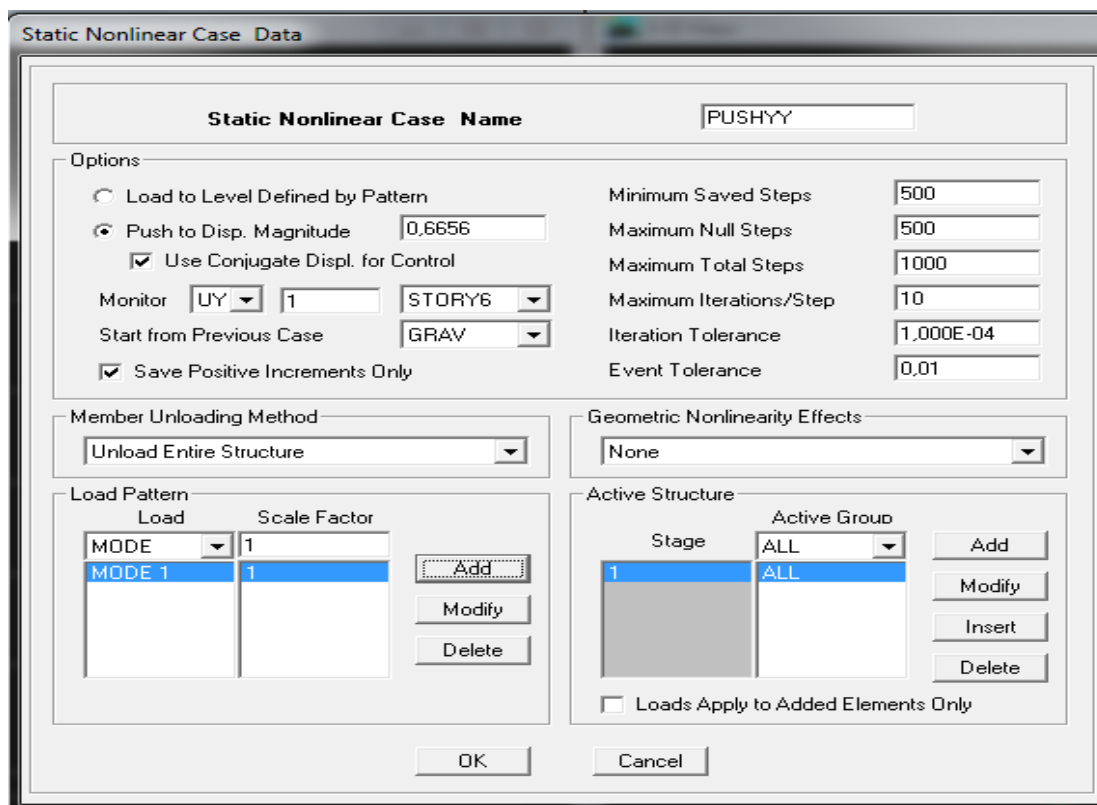 Static Nonlinear Case Data
Static Nonlinear Case Name PUSHYY
Options
Load to Level Defined by Pattern
Push to Disp. Magnitude 0,6656
Use Conjugate Displ. for Control
Monitor UY 1 STORY6
Start from Previous Case GRAV
Save Positive Increments Only
Minimum Saved Steps 500
Maximum Null Steps 500
Maximum Total Steps 1000
Maximum Iterations/Step 10
Iteration Tolerance 1,000E-04
Event Tolerance 0,01
Member Unloading Method
Unload Entire Structure
Geometric Nonlinearity Effects
None
Load Pattern
Load Scale Factor
MODE 1
MODE 1 1
Add
Modify
Delete
Active Structure
Active Group
Stage ALL
1 ALL
Add
Modify
Insert
Delete
Loads Apply to Added Elements Only
OK Cancel